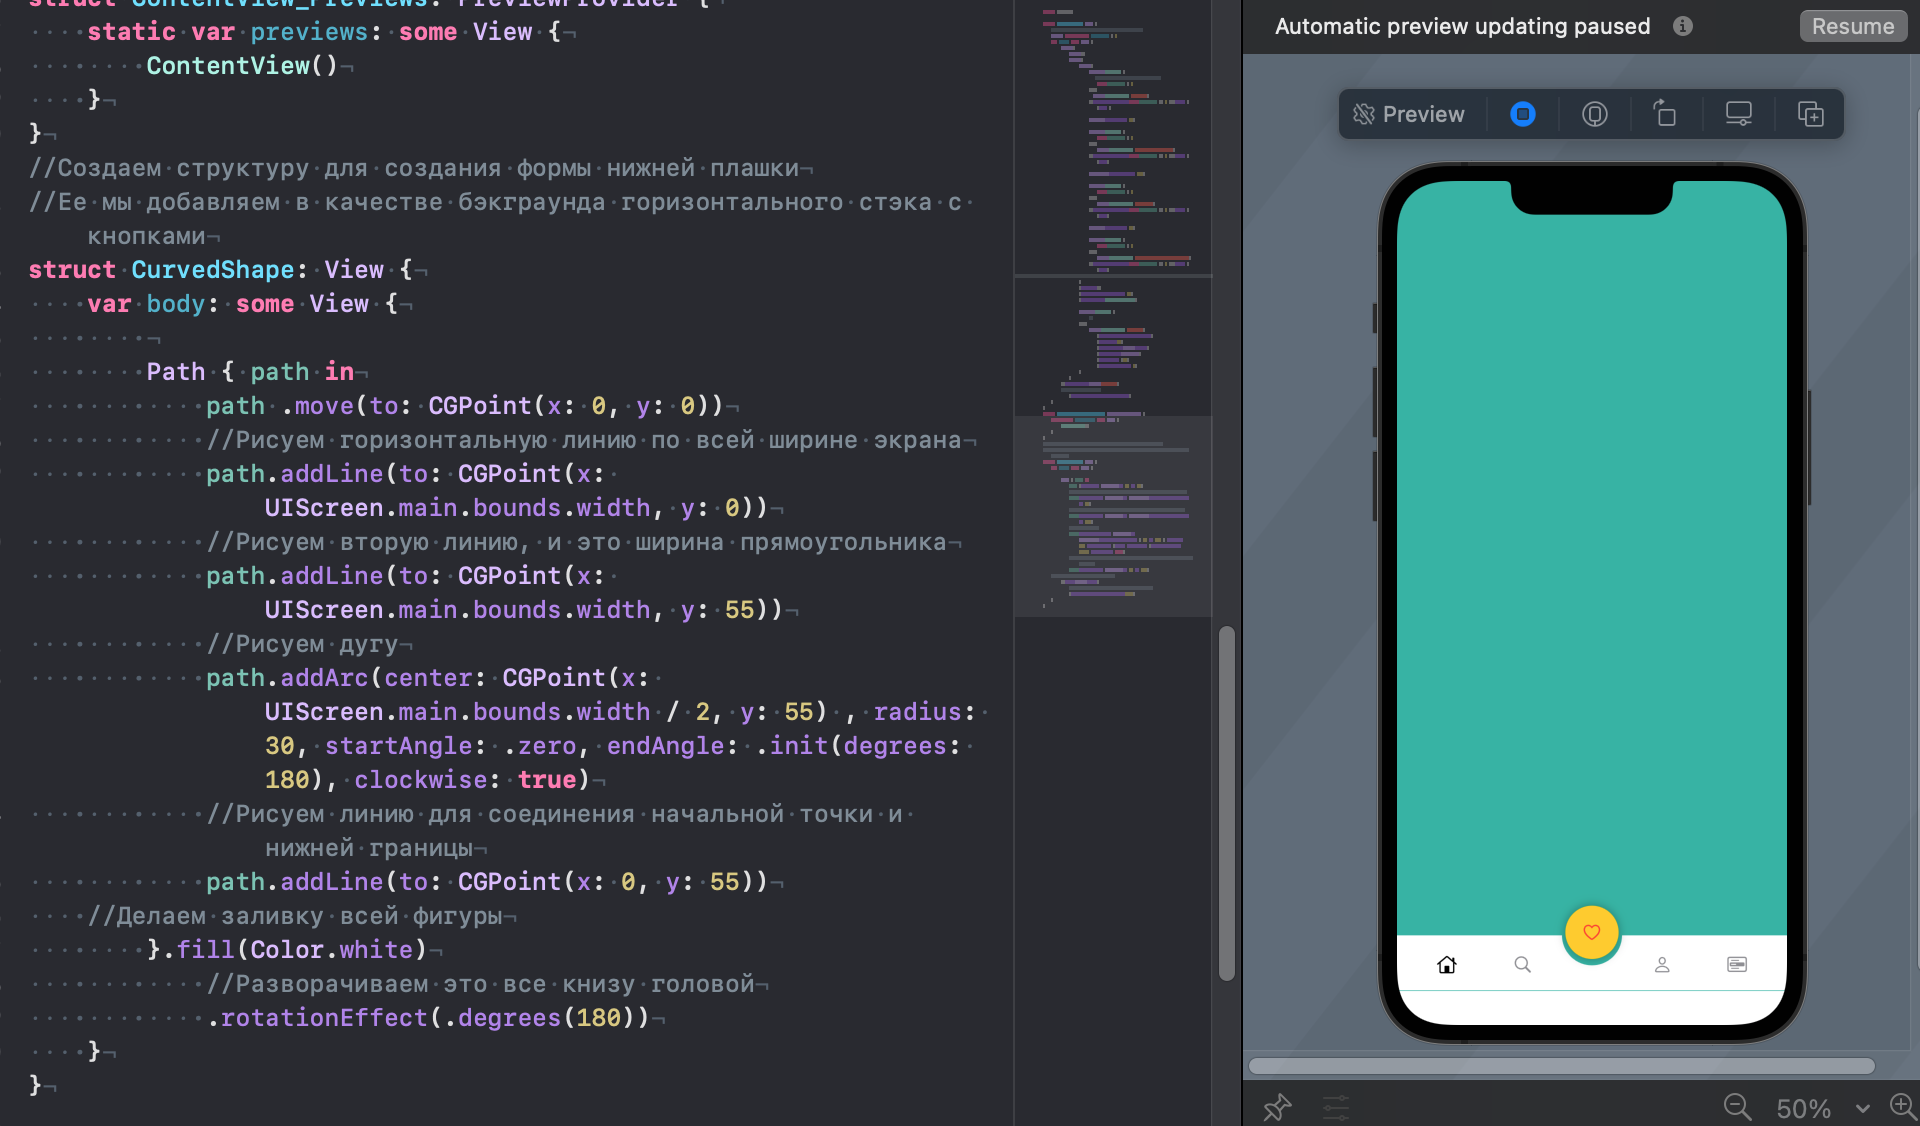 struct ContentView_Previews: PreviewProvider {
static var previews: some View {
ContentView()
}
}
//Создаем структуру для создания формы нижней плашки
//Ее мы добавляем в качестве бэкграунда горизонтального стэка с
кнопками
struct CurvedShape: View {
var body: some View {
Path { path in
path .move(to: CGPoint(x: 0, y: 0))
//Рисуем горизонтальную линию по всей ширине экрана
path.addLine(to: CGPoint(x:
UIScreen.main.bounds.width, y: 0))
//Рисуем вторую линию, и это ширина прямоугольника
path.addLine(to: CGPoint(x:
UIScreen.main.bounds.width, y: 55))
//Рисуем дугу
path.addArc(center: CGPoint(x:
UIScreen.main.bounds.width / 2, y: 55) , radius:
30, startAngle: .zero, endAngle: .init(degrees:
180), clockwise: true)
//Рисуем линию для соединения начальной точки и
нижней границы
path.addLine(to: CGPoint(x: 0, y: 55))
//Делаем заливку всей фигуры
}.fill(Color.white)
//Разворачиваем это все книзу головой
.rotationEffect(.degrees(180))
}
}
Automatic preview updating paused
Resume
Preview
50%